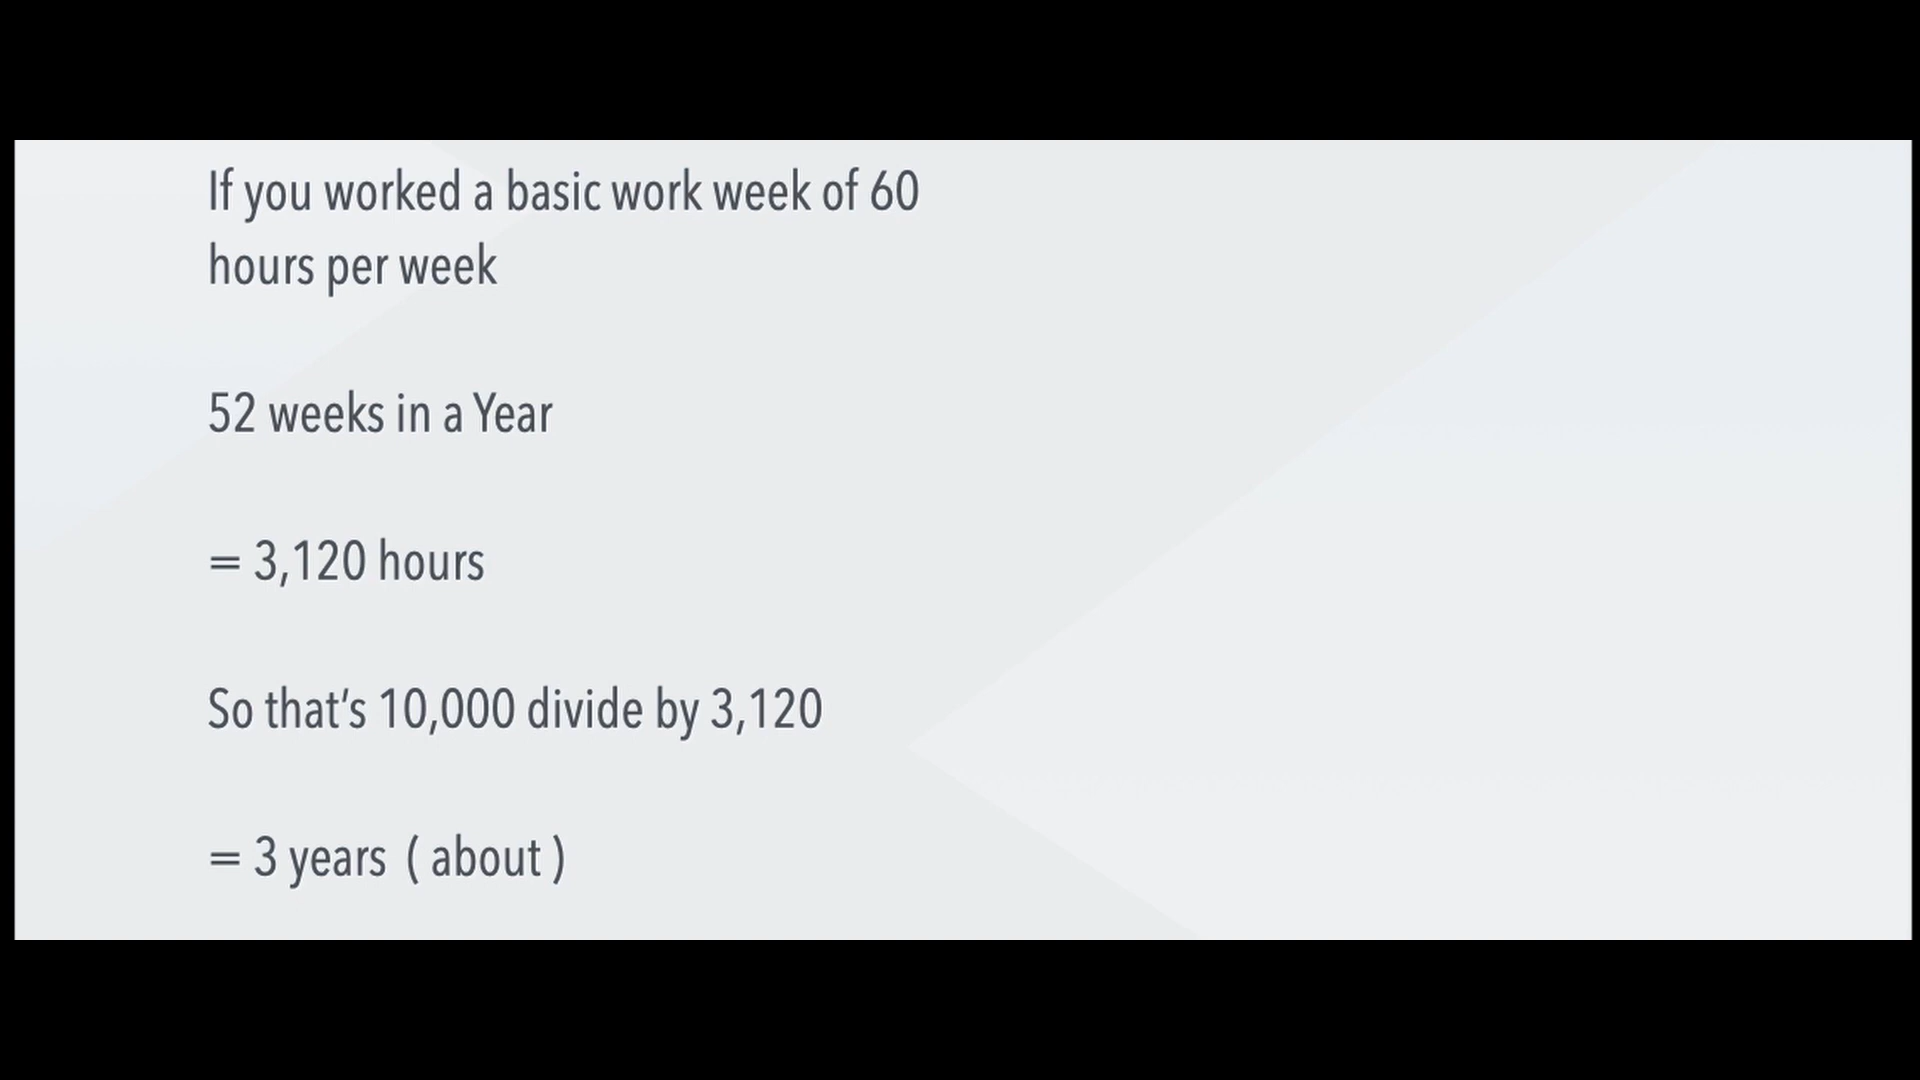 If you worked a basic work week of 60
hours per week
52 weeks in a Year
= 3,120 hours
So that's 10,000 divide by 3,120
= 3 years ( about )